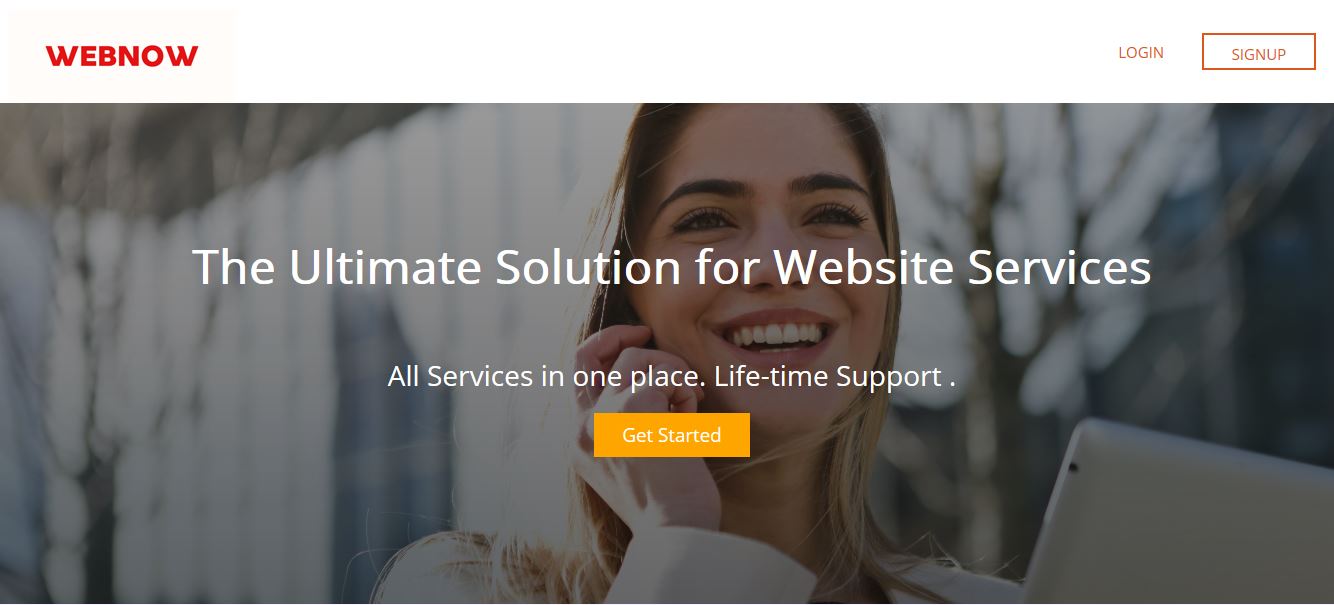 WEBNOW
LOGIN
SIGNUP
The Ultimate Solution for Website Services
All Services in one place. Life-time Support .
Get Started